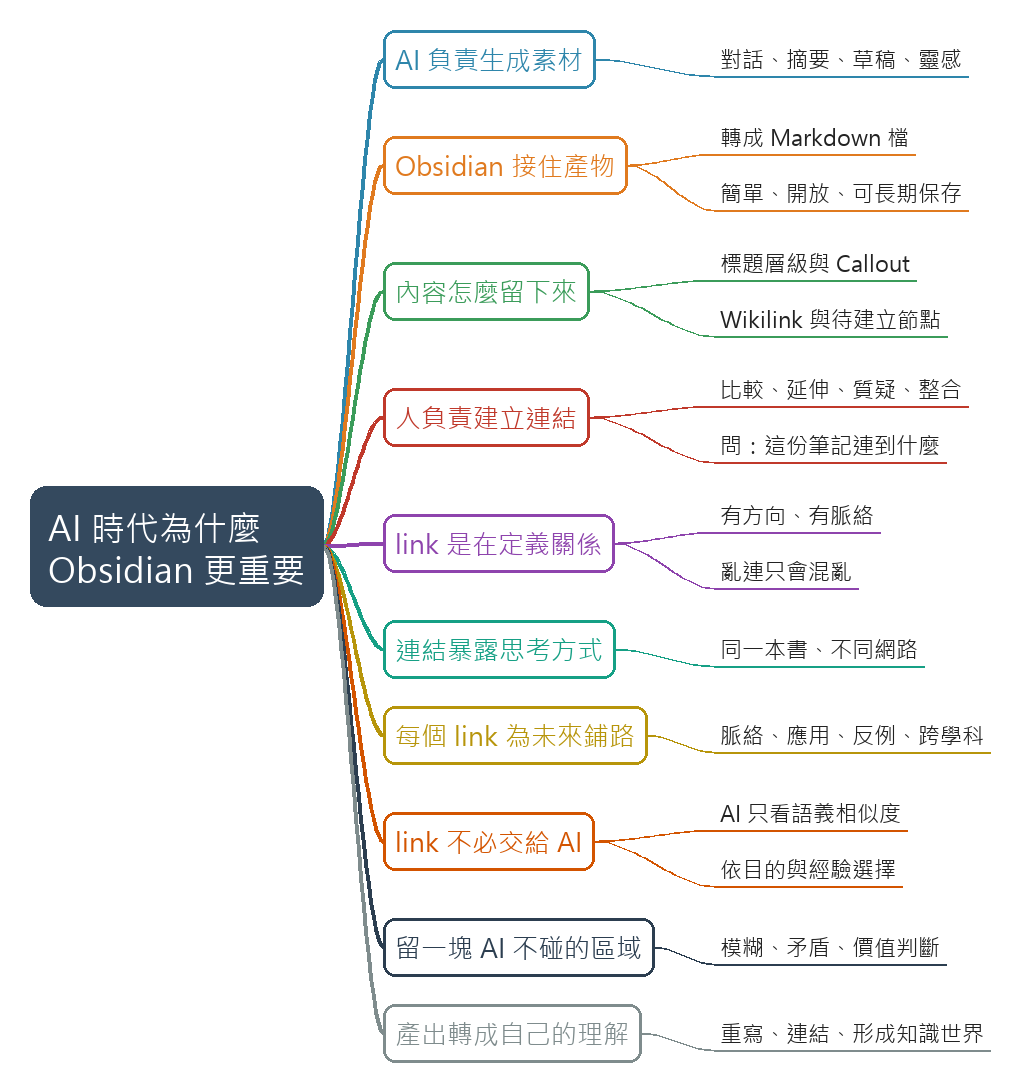 AI 時代為什麼
Obsidian 更重要
AI 負責生成素材
對話、摘要、草稿、靈感
Obsidian 接住產物
轉成 Markdown 檔
簡單、開放、可長期保存
內容怎麼留下來
標題層級與 Callout
Wikilink 與待建立節點
人負責建立連結
比較、延伸、質疑、整合
問：這份筆記連到什麼
link 是在定義關係
有方向、有脈絡
亂連只會混亂
連結暴露思考方式
同一本書、不同網路
每個 link 為未來鋪路
脈絡、應用、反例、跨學科
link 不必交給 AI
AI 只看語義相似度
依目的與經驗選擇
留一塊 AI 不碰的區域
模糊、矛盾、價值判斷
產出轉成自己的理解
重寫、連結、形成知識世界